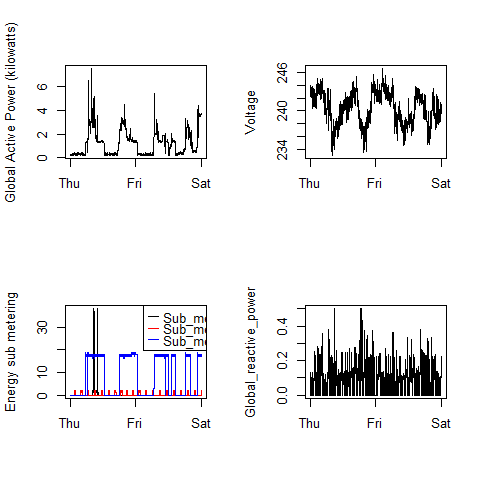 Global Active Power (kilowatts)
0 2 4 6
Thu Fri Sat
Voltage
234 240 246
Thu Fri Sat
Energy sub metering
0 10 30
Sub_me
Sub_me
Sub_me
Thu Fri Sat
Global_reactive_power
0.0 0.2 0.4
Thu Fri Sat